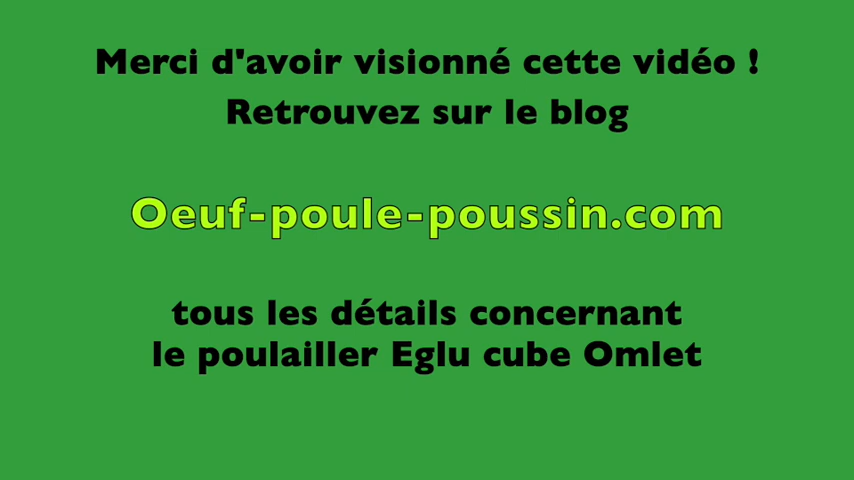 Merci d'avoir visionné cette vidéo !
Retrouvez sur le blog
Oeuf-poule-poussin.com
tous les détails concernant
le poulailler Eglu cube Omlet